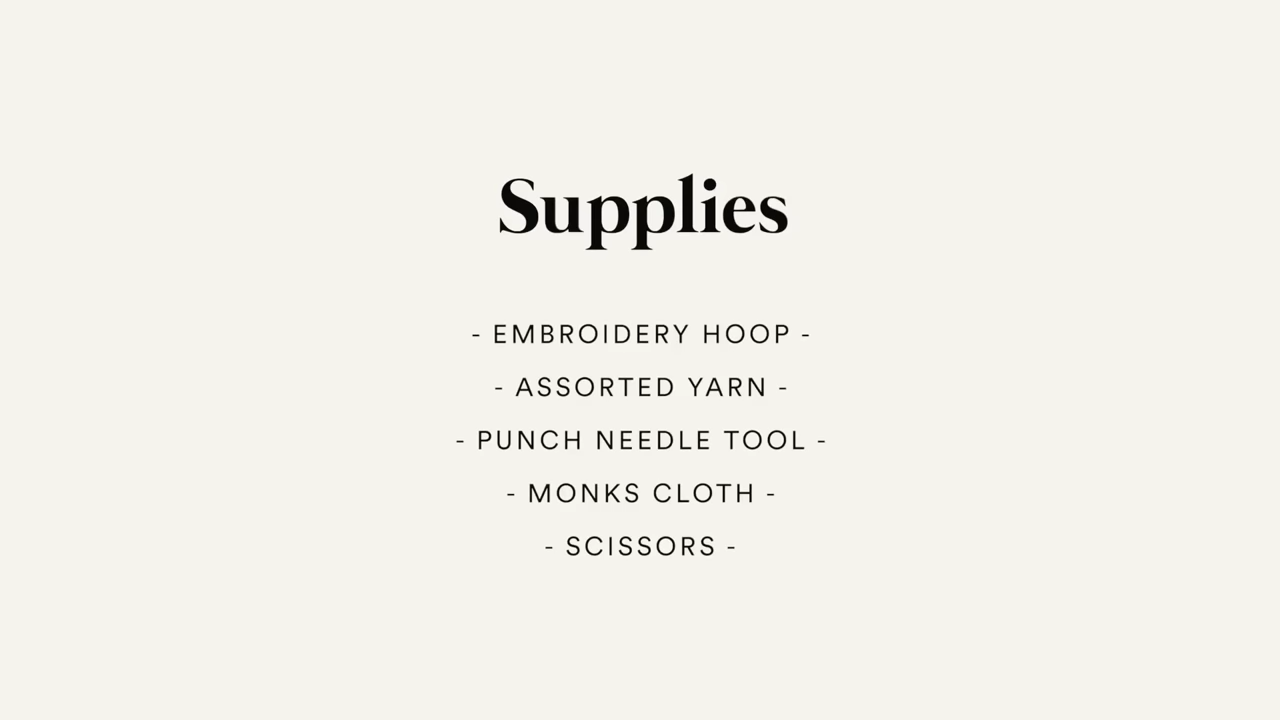 Supplies
- EMBROIDERY HOOP -
- ASSORTED YARN -
- PUNCH NEEDLE TOOL -
- MONKS CLOTH -
- SCISSORS -